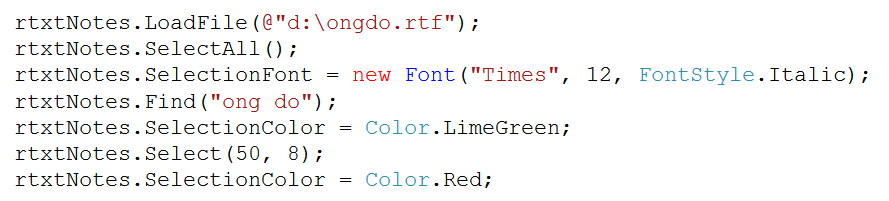 rtxtNotes.LoadFile(@"d:\ongdo.rtf");
rtxtNotes.SelectAll();
rtxtNotes.SelectionFont = new Font("Times", 12, FontStyle.Italic);
rtxtNotes.Find("ong do");
rtxtNotes.SelectionColor = Color.LimeGreen;
rtxtNotes.Select(50, 8);
rtxtNotes.SelectionColor = Color.Red;